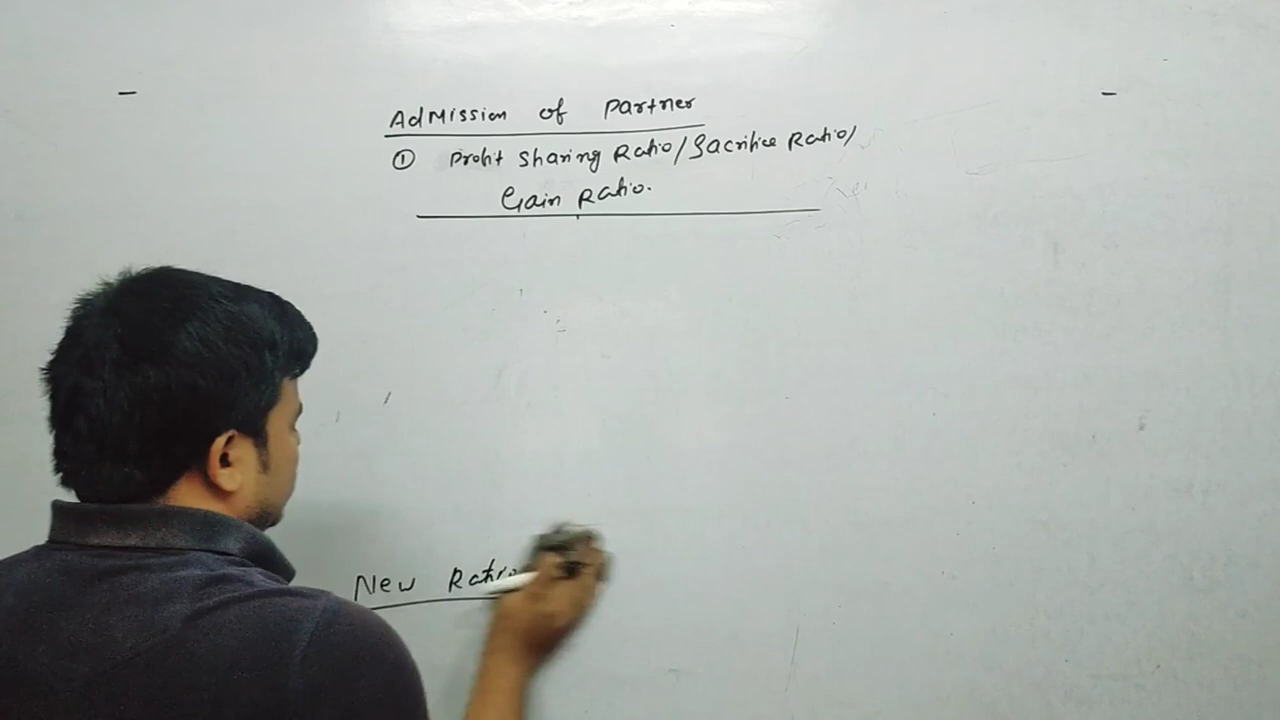 Admission of Partner
① Profit Sharing Ratio/Sacrifice Ratio/
Gain Ratio.
New Ratio